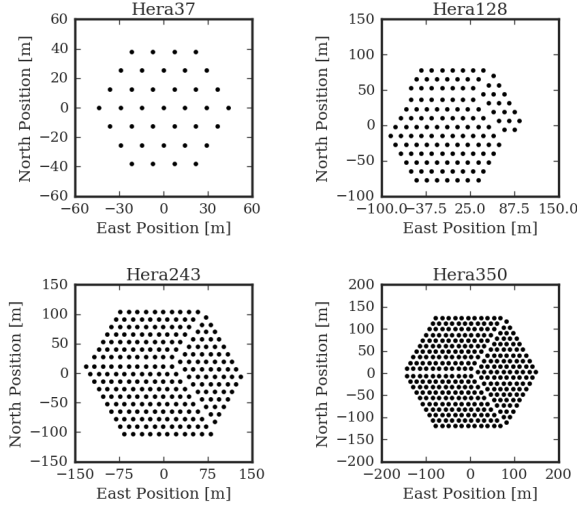 Hera37
60
40
20
0
−20
−40
−60
−60 −30 0 30 60
North Position [m]
East Position [m]
Hera128
100
50
0
−50
−100
−100.0 −37.5 25.0 87.5 150.0
North Position [m]
East Position [m]
Hera243
150
100
50
0
−50
−100
−150
−150 −75 0 75 150
North Position [m]
East Position [m]
Hera350
200
150
100
50
0
−50
−100
−150
−200
−200 −100 0 100 200
North Position [m]
East Position [m]